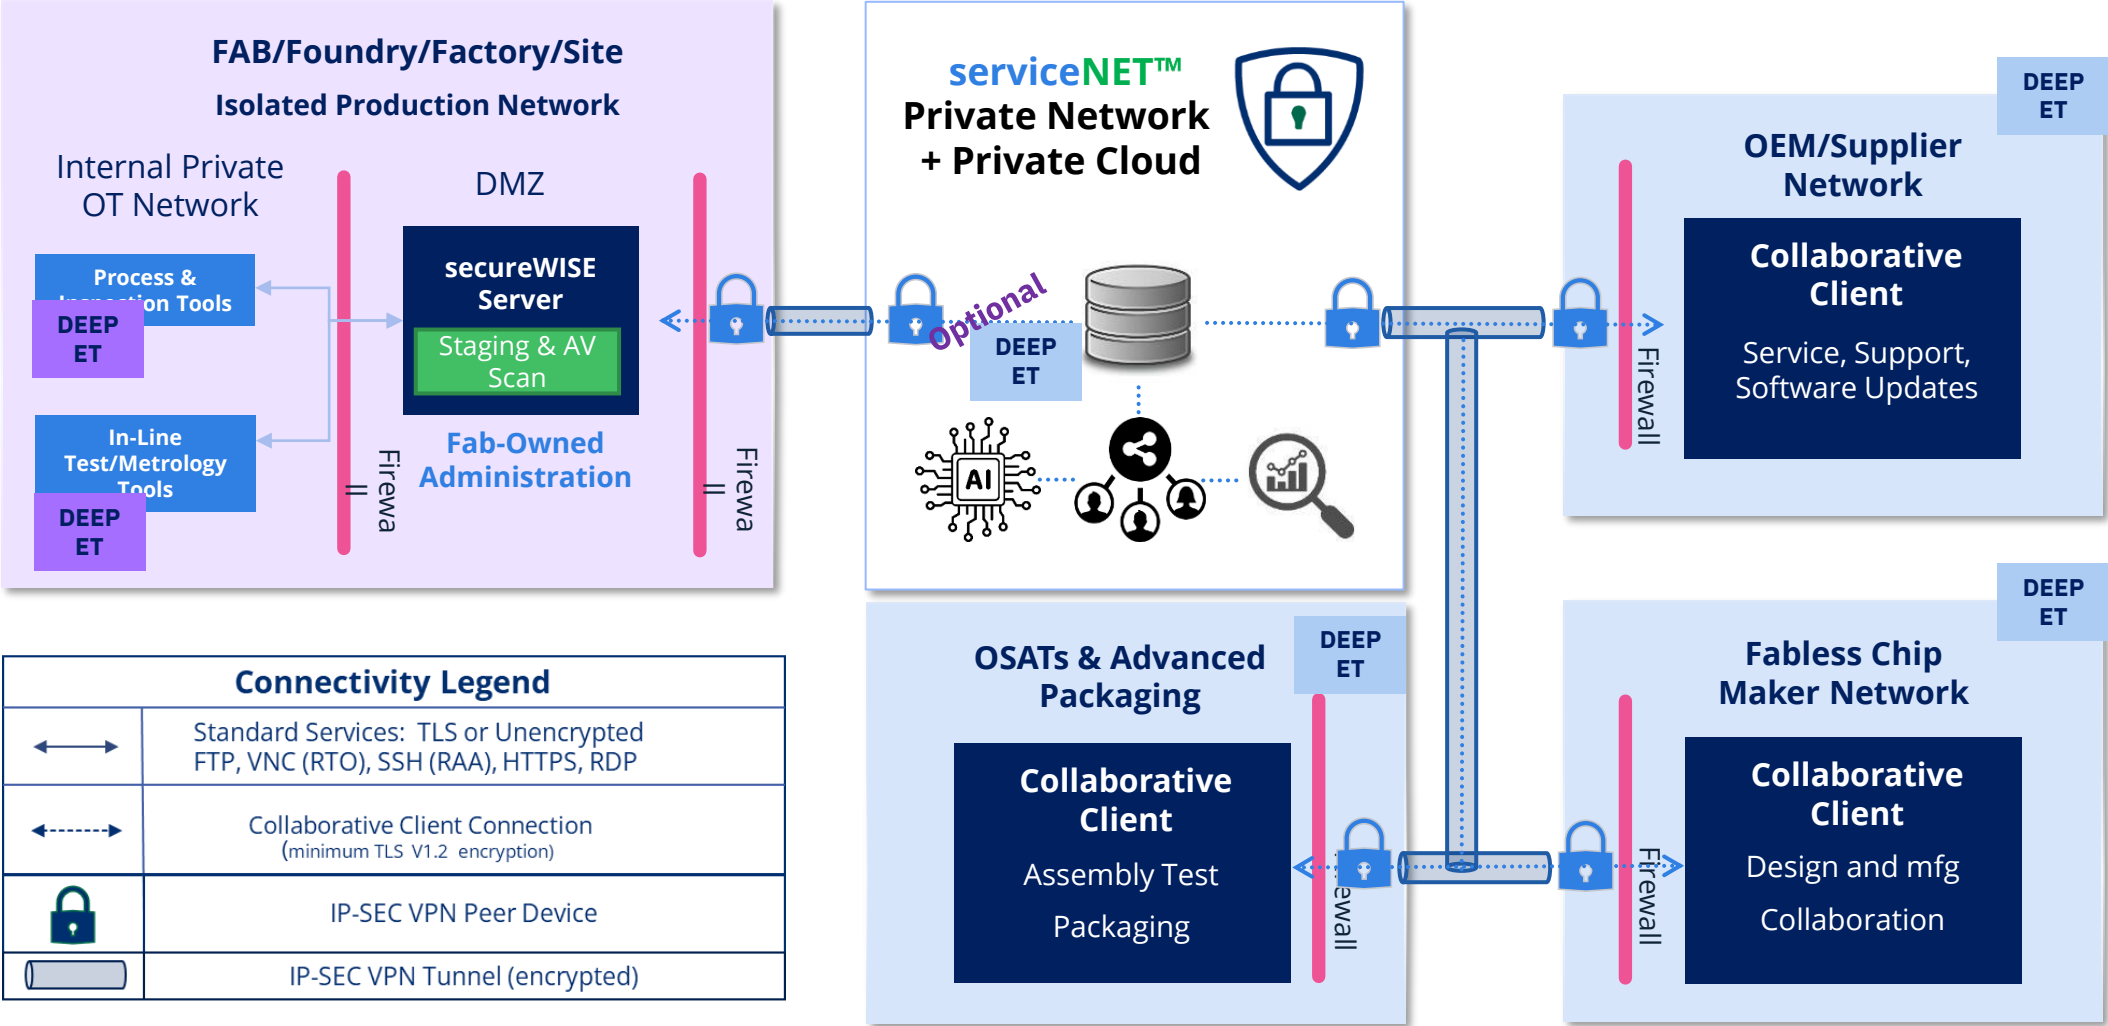 FAB/Foundry/Factory/Site
Isolated Production Network
Internal Private
OT Network
DMZ
Process &
Inspection Tools
DEEP
ET
In-Line
Test/Metrology
Tools
DEEP
ET
secureWISE
Server
Staging & AV
Scan
Fab-Owned
Administration
Firewa
ll
Firewa
ll
serviceNET™
Private Network
+ Private Cloud
Optional
DEEP
ET
AI
DEEP
ET
OEM/Supplier
Network
Collaborative
Client
Service, Support,
Software Updates
Firewall
Connectivity Legend
Standard Services: TLS or Unencrypted
FTP, VNC (RTO), SSH (RAA), HTTPS, RDP
Collaborative Client Connection
(minimum TLS V1.2 encryption)
IP-SEC VPN Peer Device
IP-SEC VPN Tunnel (encrypted)
DEEP
ET
OSATs & Advanced
Packaging
Collaborative
Client
Assembly Test
Packaging
Firewall
DEEP
ET
Fabless Chip
Maker Network
Collaborative
Client
Design and mfg
Collaboration
Firewall